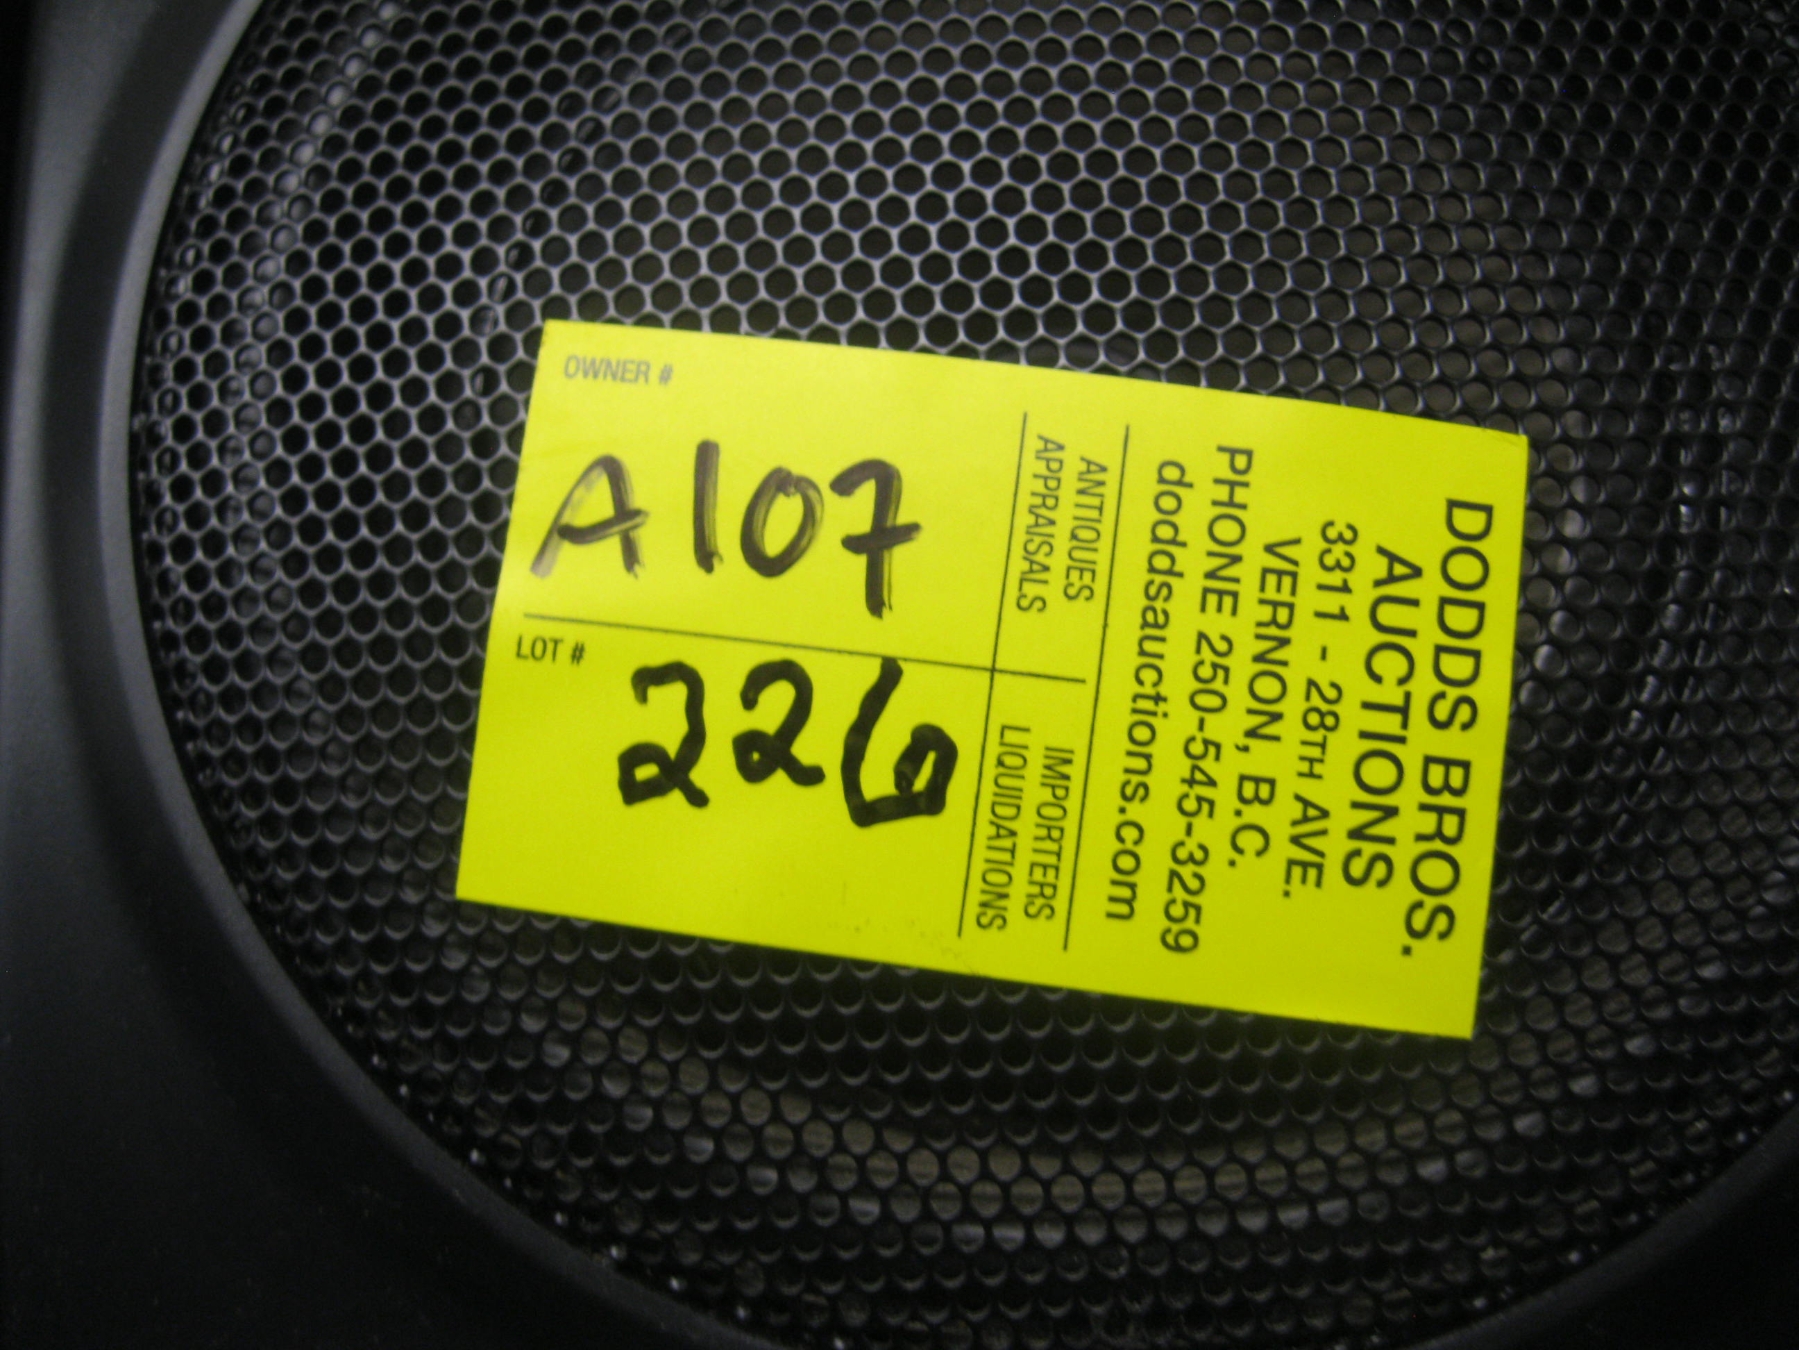 OWNER #
A107
LOT #
226
DODDS BROS.
AUCTIONS
3311 - 28TH AVE.
VERNON, B.C.
PHONE 250-545-3259
doddsauctions.com
ANTIQUES
APPRAISALS
IMPORTERS
LIQUIDATIONS